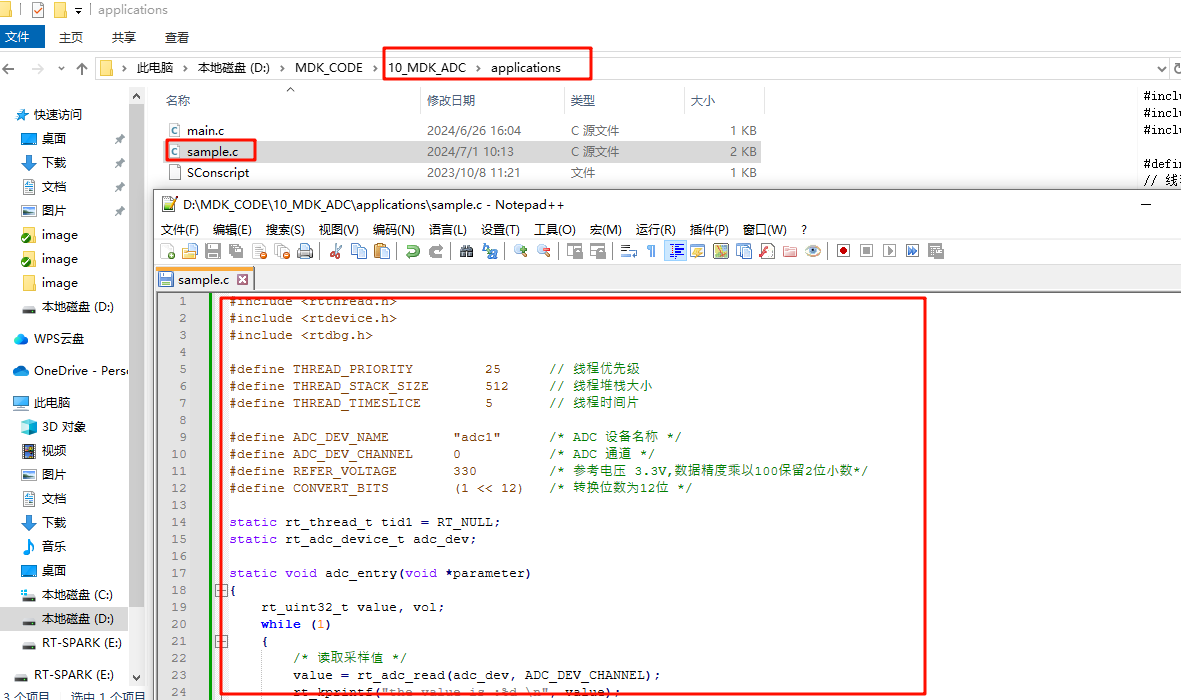 applications
文件 主页 共享 查看
此电脑 本地磁盘 (D:) MDK_CODE 10_MDK_ADC applications
快速访问
桌面
下载
文档
图片
image
image
image
本地磁盘 (D:)
WPS云盘
OneDrive - Perso
此电脑
3D 对象
视频
图片
文档
下载
音乐
桌面
本地磁盘 (C:)
本地磁盘 (D:)
RT-SPARK (E:)
RT-SPARK (E:)
3 个项目 选中 1 个项目
名称 修改日期 类型 大小
main.c 2024/6/26 16:04 C 源文件 1 KB
sample.c 2024/7/1 10:13 C 源文件 2 KB
SConscript 2023/10/8 11:21 文件 1 KB
#inclu
#inclu
#inclu
#defin
// 线程
D:\MDK_CODE\10_MDK_ADC\applications\sample.c - Notepad++
文件(F) 编辑(E) 搜索(S) 视图(V) 编码(N) 语言(L) 设置(T) 工具(O) 宏(M) 运行(R) 插件(P) 窗口(W) ?
sample.c
1 #include <rtthread.h>
2 #include <rtdevice.h>
3 #include <rtdbg.h>
4
5 #define THREAD_PRIORITY 25 // 线程优先级
6 #define THREAD_STACK_SIZE 512 // 线程堆栈大小
7 #define THREAD_TIMESLICE 5 // 线程时间片
8
9 #define ADC_DEV_NAME "adc1" /* ADC 设备名称 */
10 #define ADC_DEV_CHANNEL 0 /* ADC 通道 */
11 #define REFER_VOLTAGE 330 /* 参考电压 3.3V,数据精度乘以100保留2位小数*/
12 #define CONVERT_BITS (1 << 12) /* 转换位数为12位 */
13
14 static rt_thread_t tid1 = RT_NULL;
15 static rt_adc_device_t adc_dev;
16
17 static void adc_entry(void *parameter)
18 {
19 rt_uint32_t value, vol;
20 while (1)
21 {
22 /* 读取采样值 */
23 value = rt_adc_read(adc_dev, ADC_DEV_CHANNEL);
24 rt_kprintf("the value is :%d \n", value);